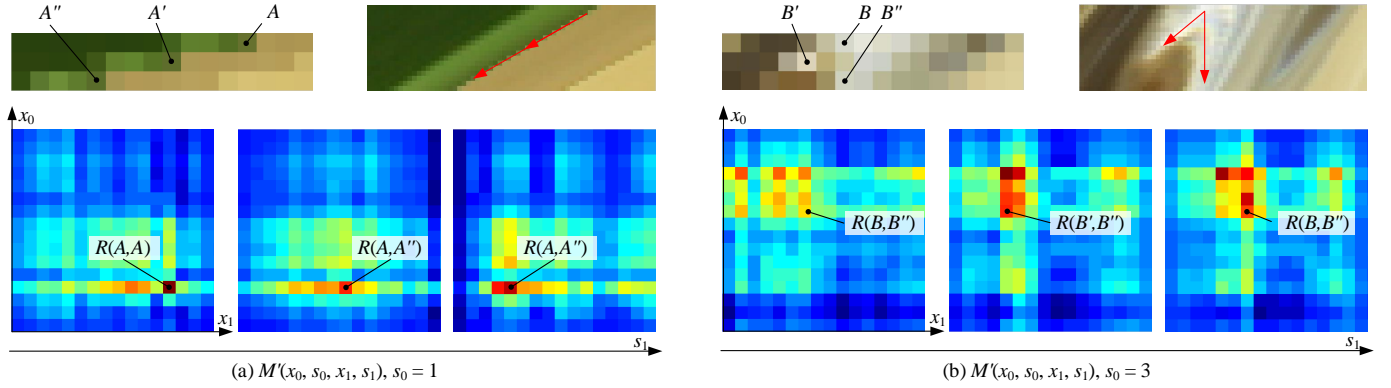 A″ A′ A
B′ B B″
x₀
R(A,A) R(A,A″) R(A,A″)
x₁
s₁
(a) M′(x₀, s₀, x₁, s₁), s₀ = 1
x₀
R(B,B″) R(B′,B″) R(B,B″)
x₁
s₁
(b) M′(x₀, s₀, x₁, s₁), s₀ = 3